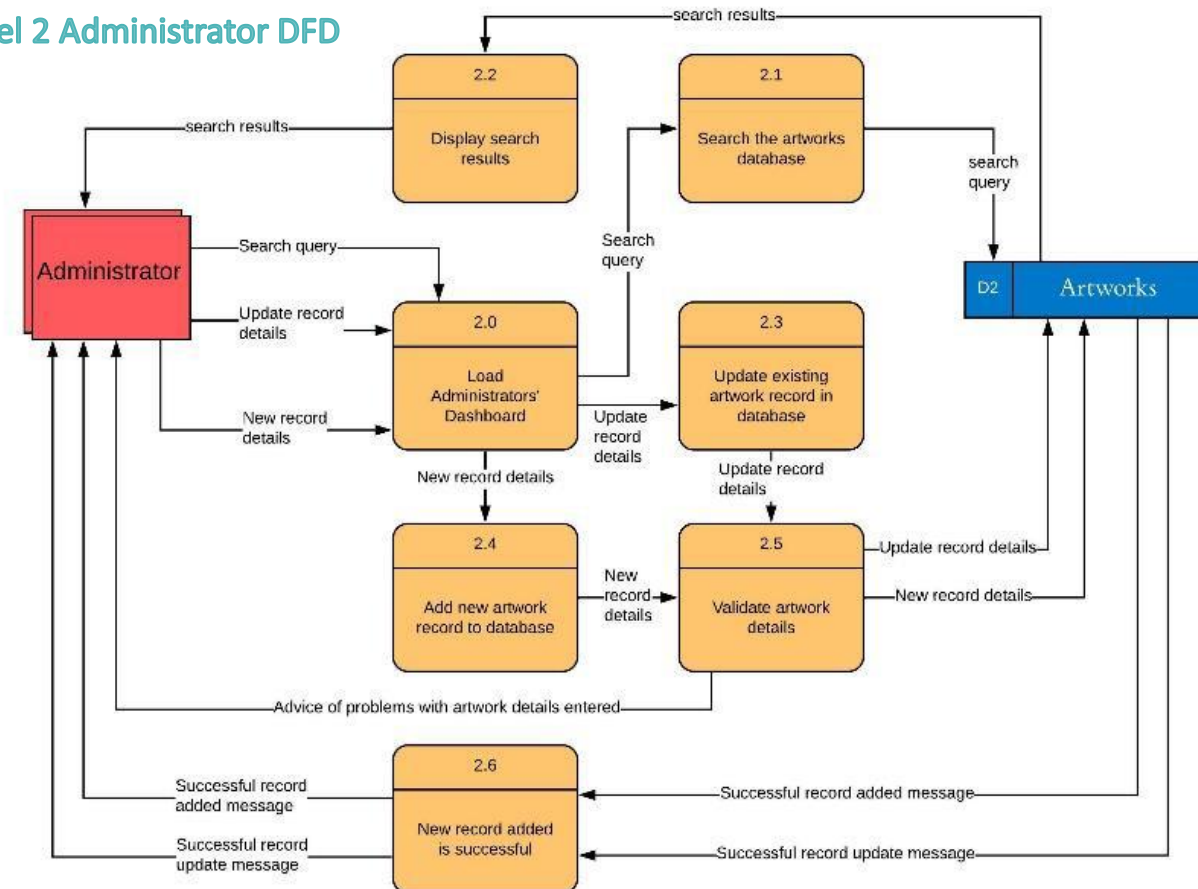 el 2 Administrator DFD
search results
2.2
Display search
results
2.1
Search the artworks
database
search results
search
query
Administrator
Search query
Search
query
D2
Artworks
Update record
details
2.0
Load
Administrators'
Dashboard
2.3
Update existing
artwork record in
database
New record
details
Update
record
details
New record details
Update record
details
2.4
Add new artwork
record to database
New
record
details
2.5
Validate artwork
details
Update record details
New record details
Advice of problems with artwork details entered
2.6
New record added
is successful
Successful record
added message
Successful record added message
Successful record
update message
Successful record update message